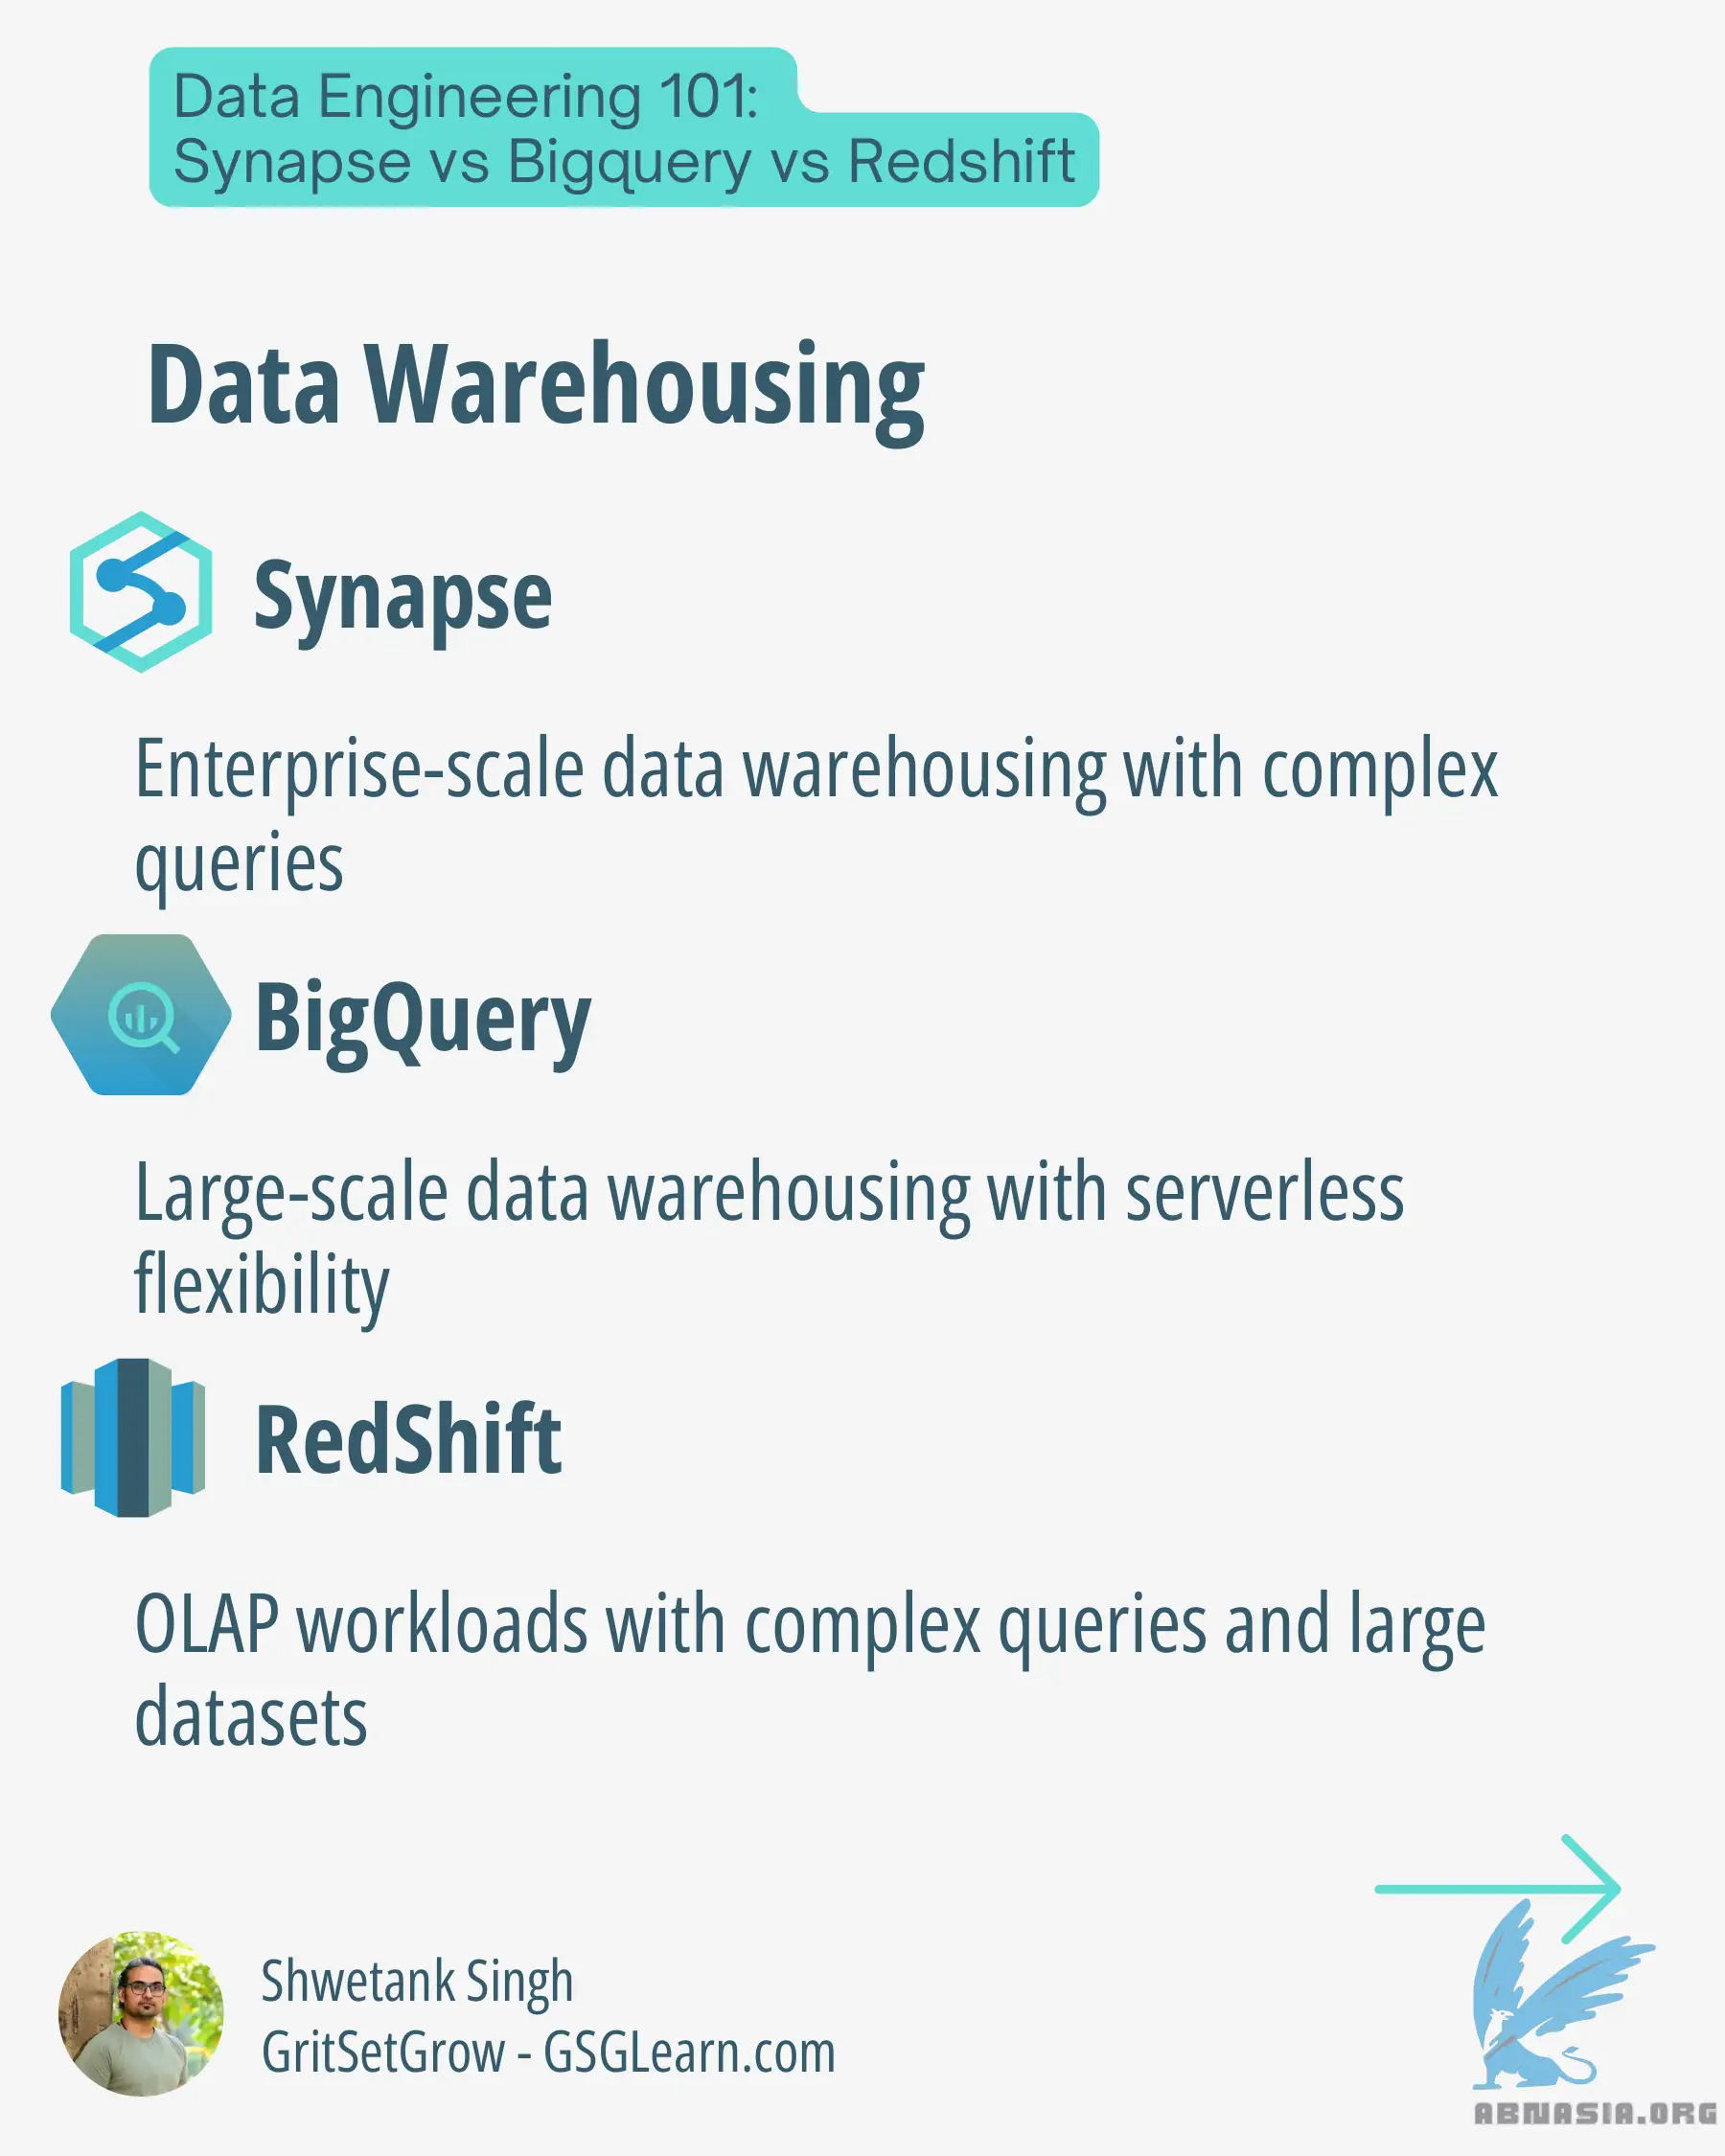 Data Engineering 101:
Synapse vs Bigquery vs Redshift
Data Warehousing
Synapse
Enterprise-scale data warehousing with complex
queries
BigQuery
Large-scale data warehousing with serverless
flexibility
RedShift
OLAP workloads with complex queries and large
datasets
Shwetank Singh
GritSetGrow - GSGLearn.com
ABNASIA.ORG